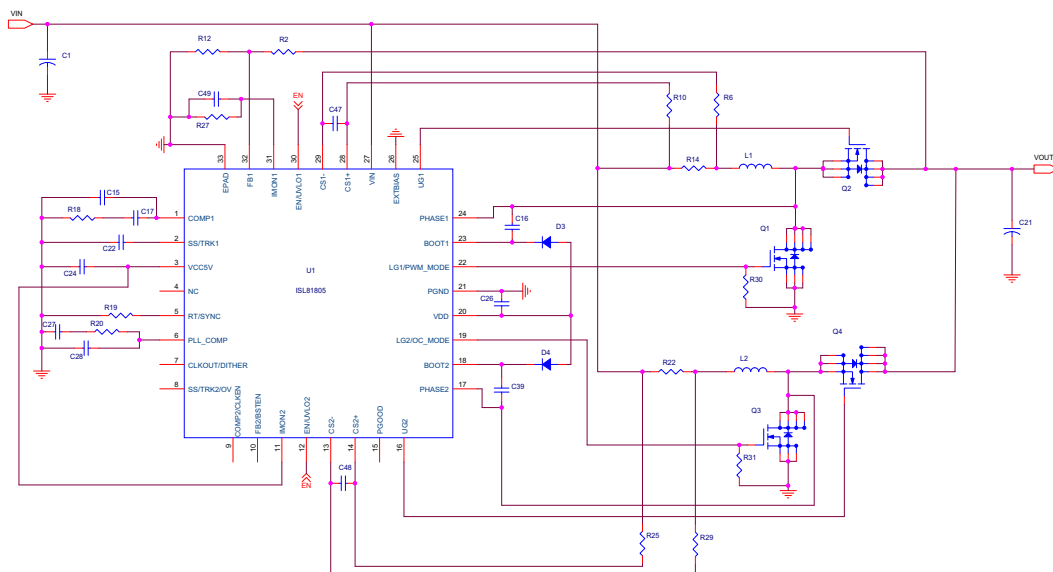 VIN
R12
R2
C1
C49
EN
R27
C47
R10
R6
R14
L1
Q2
VOUT
33
32
31
30
29
28
27
26
25
EPAD
FB1
IMON1
EN/UVLO1
CS1-
CS1+
VIN
EXTBIAS
UG1
C15
R18
C17
C22
C24
R19
C27
R20
C28
1 COMP1
2 SS/TRK1
3 VCC5V
4 NC
5 RT/SYNC
6 PLL_COMP
7 CLKOUT/DITHER
8 SS/TRK2/OV
U1
ISL81805
PHASE1 24
BOOT1 23
LG1/PWM_MODE 22
PGND 21
VDD 20
LG2/OC_MODE 19
BOOT2 18
PHASE2 17
C16
D3
C26
D4
C39
Q1
R30
C21
Q4
R22
L2
Q3
R31
COMP2/CLKEN
FB2/BSTEN
IMON2
EN/UVLO2
CS2-
CS2+
PGOOD
UG2
9
10
11
12
13
14
15
16
EN
C48
R25
R29